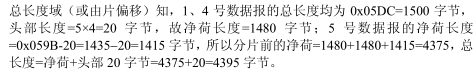 总长度域（或由片偏移）知，1、4 号数据报的总长度均为 0x05DC=1500 字节，
头部长度=5×4=20 字节，故净荷长度=1480 字节；5 号数据报的净荷长度
=0x059B-20=1435–20=1415 字节，所以分片前的净荷=1480+1480+1415=4375，总
长度=净荷+头部 20 字节=4375+20=4395 字节。